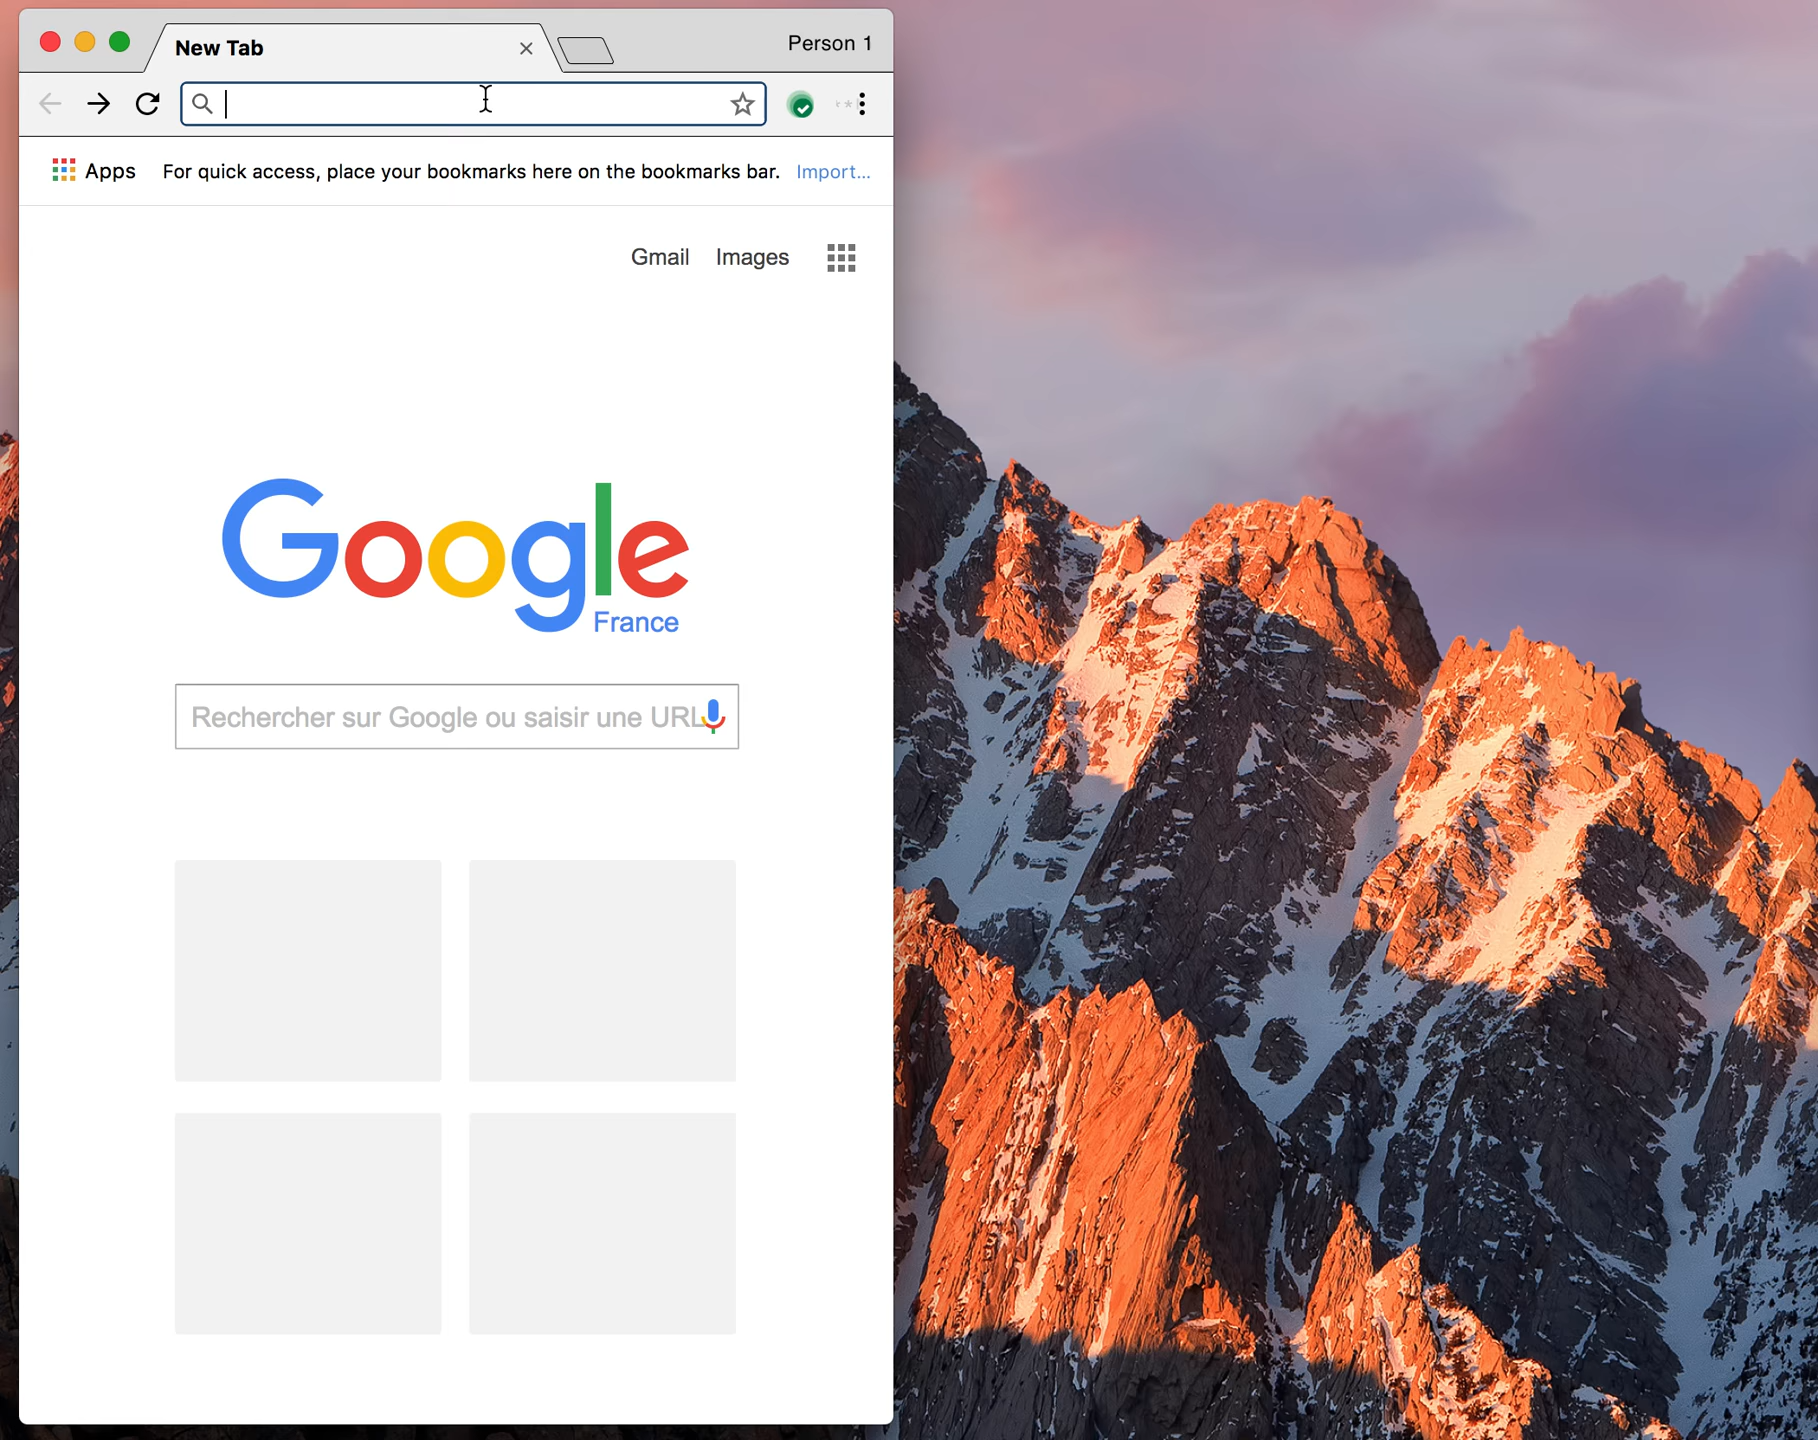 New Tab
Person 1
Apps
For quick access, place your bookmarks here on the bookmarks bar.
Import...
Gmail
Images
Google
France
Rechercher sur Google ou saisir une URL